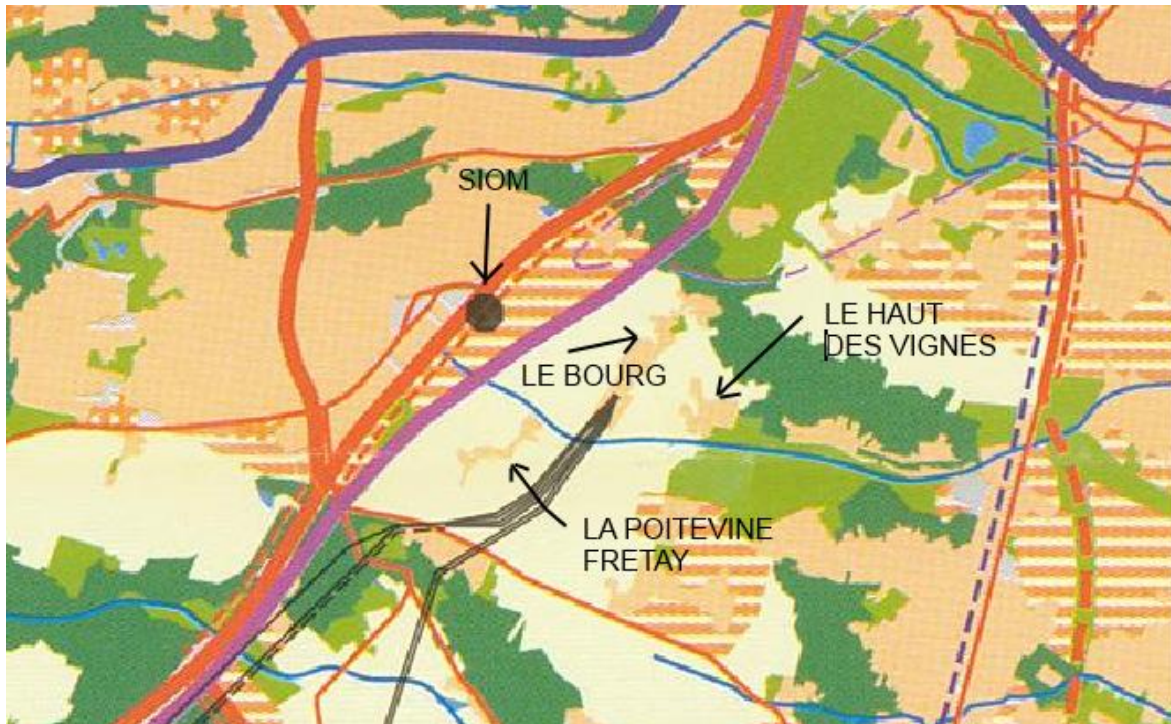 SIOM
LE HAUT
DES VIGNES
LE BOURG
LA POITEVINE
FRETAY